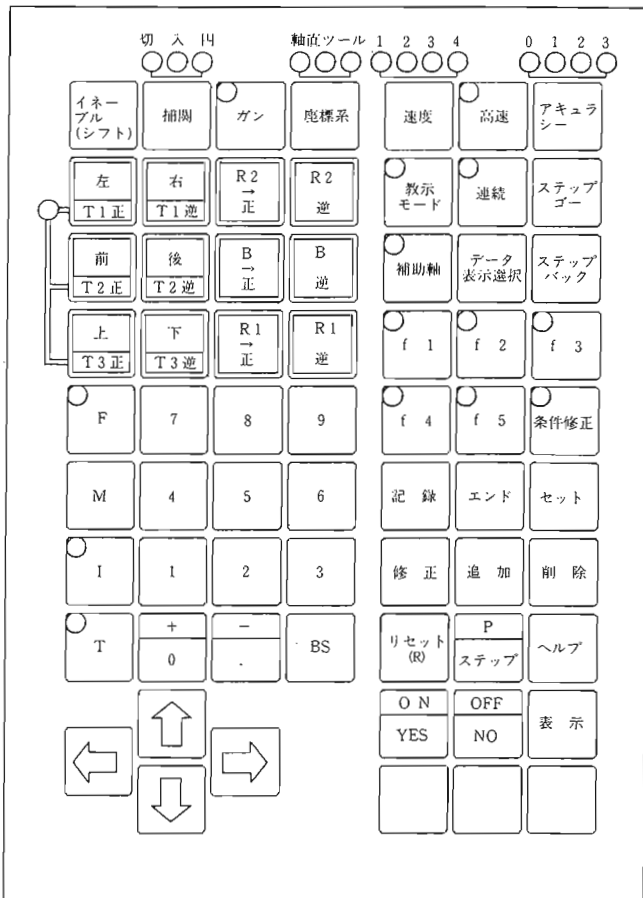 切 入 円 軸直ツール 1 2 3 4 0 1 2 3
イネー
ブル
(シフト)
補間
ガン
座標系
速度
高速
アキュラ
シー
左
T1正
右
T1逆
R2
→
正
R2
逆
教示
モード
連続
ステップ
ゴー
前
T2正
後
T2逆
B
→
正
B
逆
補助軸
データ
表示選択
ステップ
バック
上
T3正
下
T3逆
R1
→
正
R1
逆
f 1
f 2
f 3
F
7
8
9
f 4
f 5
条件修正
M
4
5
6
記 録
エンド
セット
I
1
2
3
修 正
追 加
削 除
T
+
0
−
.
BS
リセット
(R)
P
ステップ
ヘルプ
ON
YES
OFF
NO
表 示